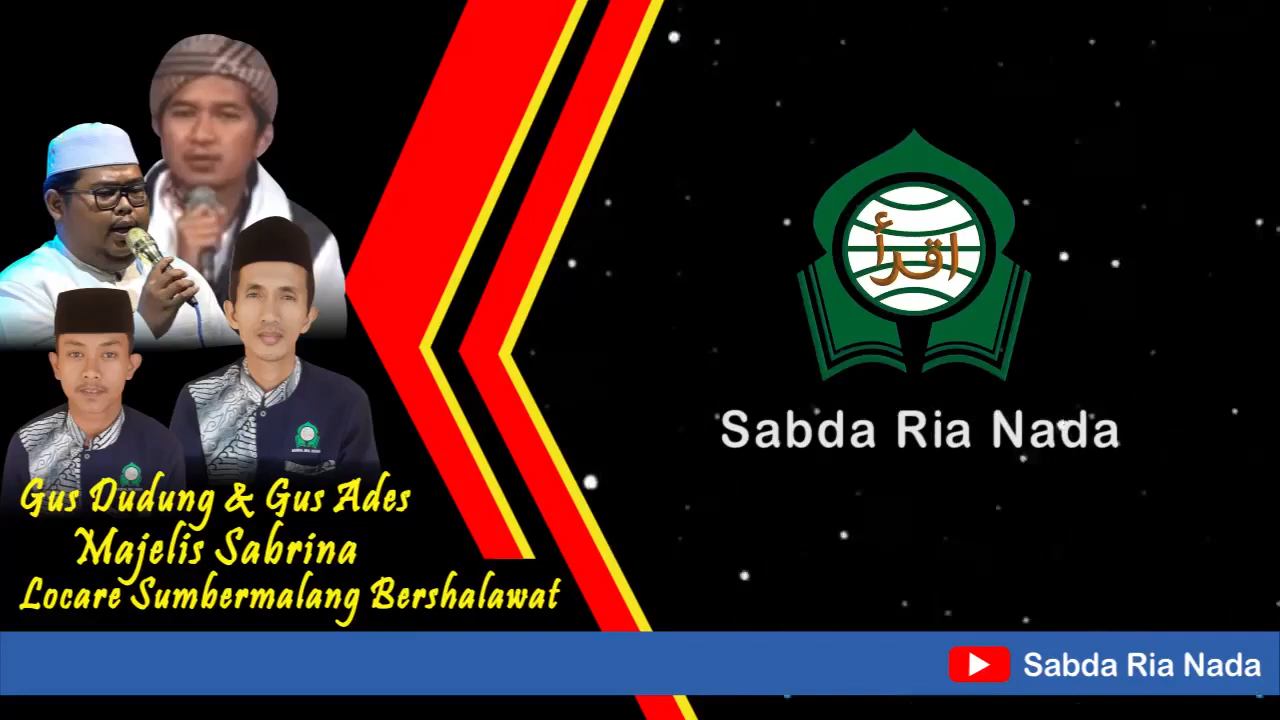 Gus Dudung & Gus Ades
Majelis Sabrina
Locare Sumbermalang Bershalawat
اقرأ
Sabda Ria Nada
Sabda Ria Nada